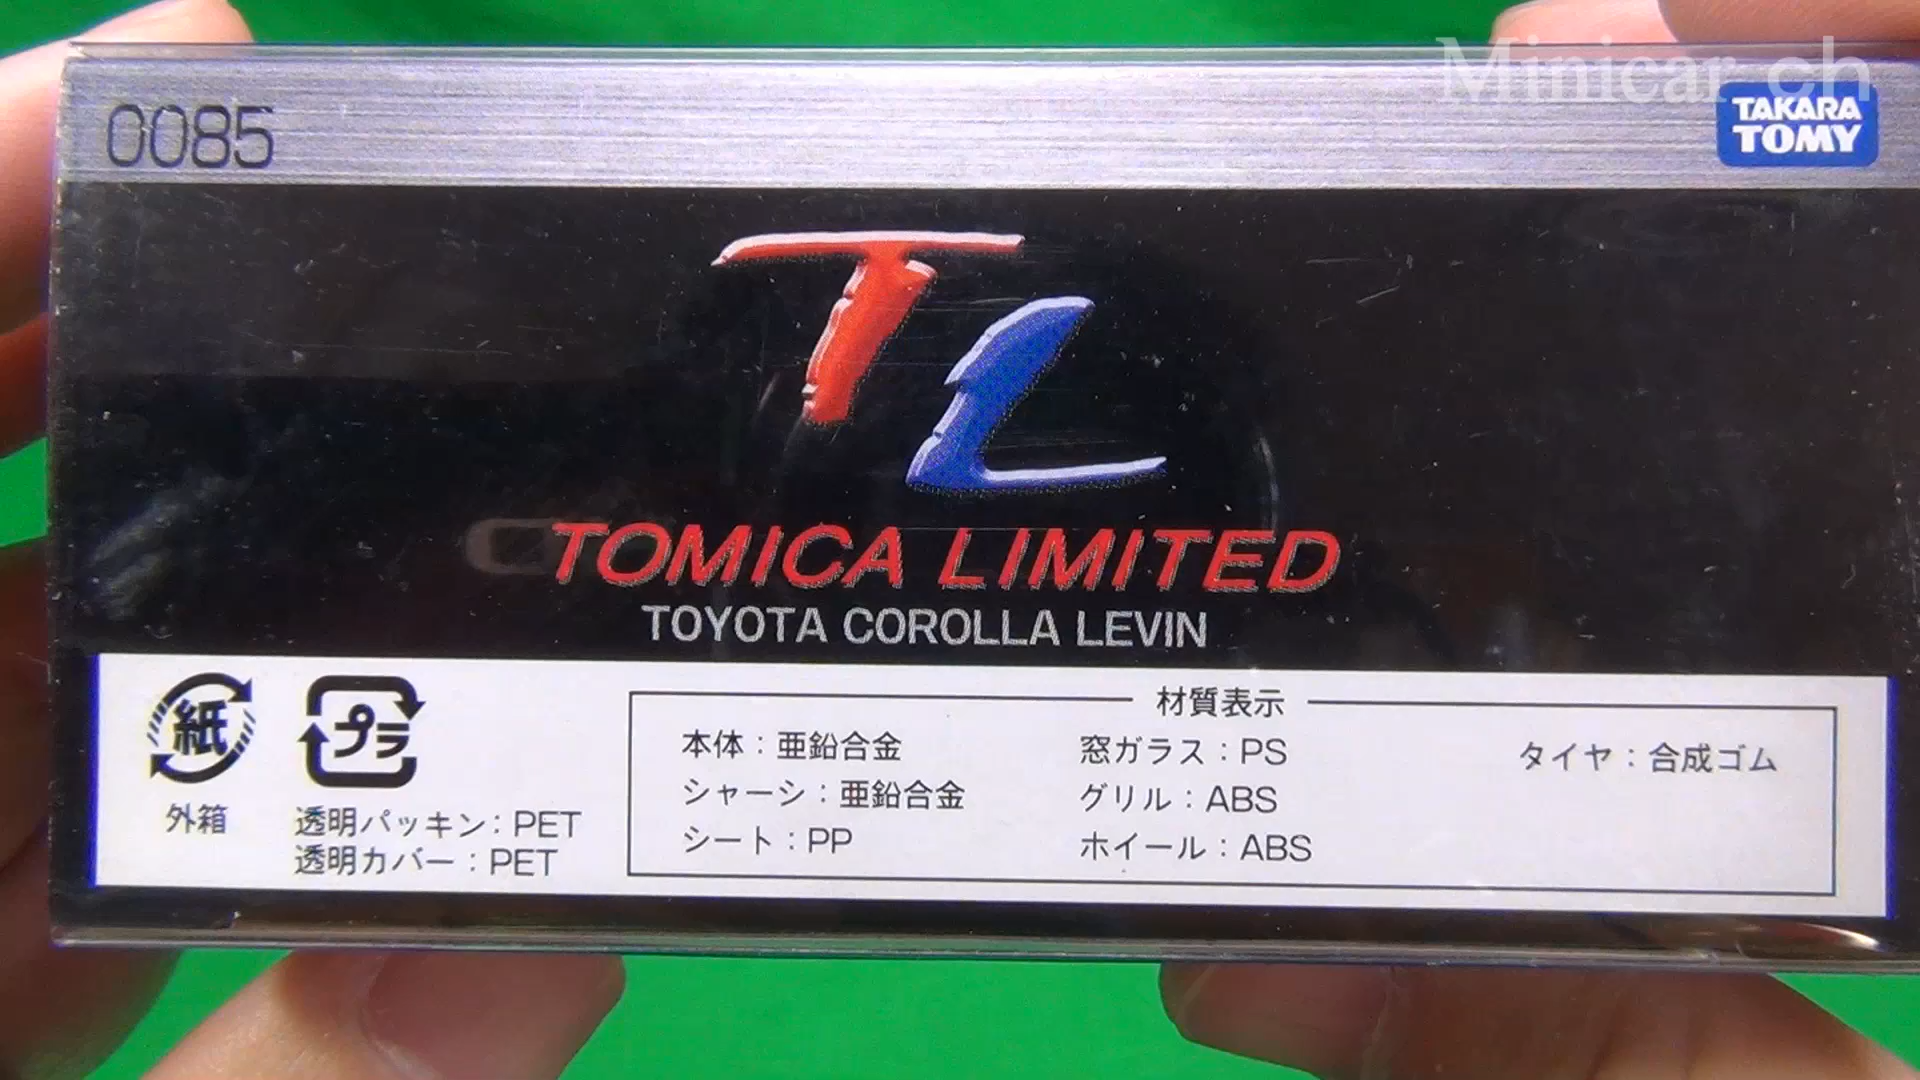 Minicar ch
0085
TAKARA
TOMY
TL
TOMICA LIMITED
TOYOTA COROLLA LEVIN
紙
外箱
プラ
透明パッキン：PET
透明カバー：PET
材質表示
本体：亜鉛合金
シャーシ：亜鉛合金
シート：PP
窓ガラス：PS
グリル：ABS
ホイール：ABS
タイヤ：合成ゴム